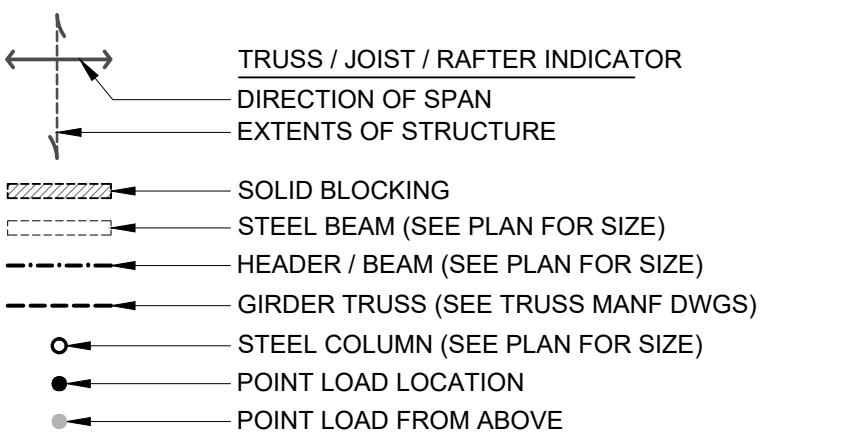 TRUSS / JOIST / RAFTER INDICATOR
DIRECTION OF SPAN
EXTENTS OF STRUCTURE
SOLID BLOCKING
STEEL BEAM (SEE PLAN FOR SIZE)
HEADER / BEAM (SEE PLAN FOR SIZE)
GIRDER TRUSS (SEE TRUSS MANF DWGS)
STEEL COLUMN (SEE PLAN FOR SIZE)
POINT LOAD LOCATION
POINT LOAD FROM ABOVE